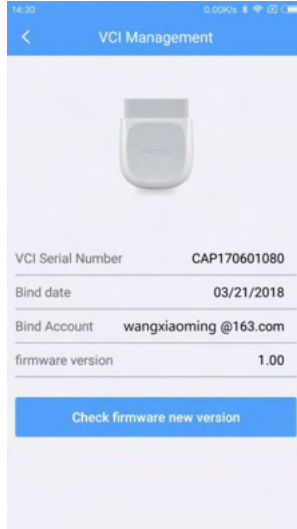 14:30 0.00K/s
VCI Management
VCI Serial Number CAP170601080
Bind date 03/21/2018
Bind Account wangxiaoming @163.com
firmware version 1.00
Check firmware new version